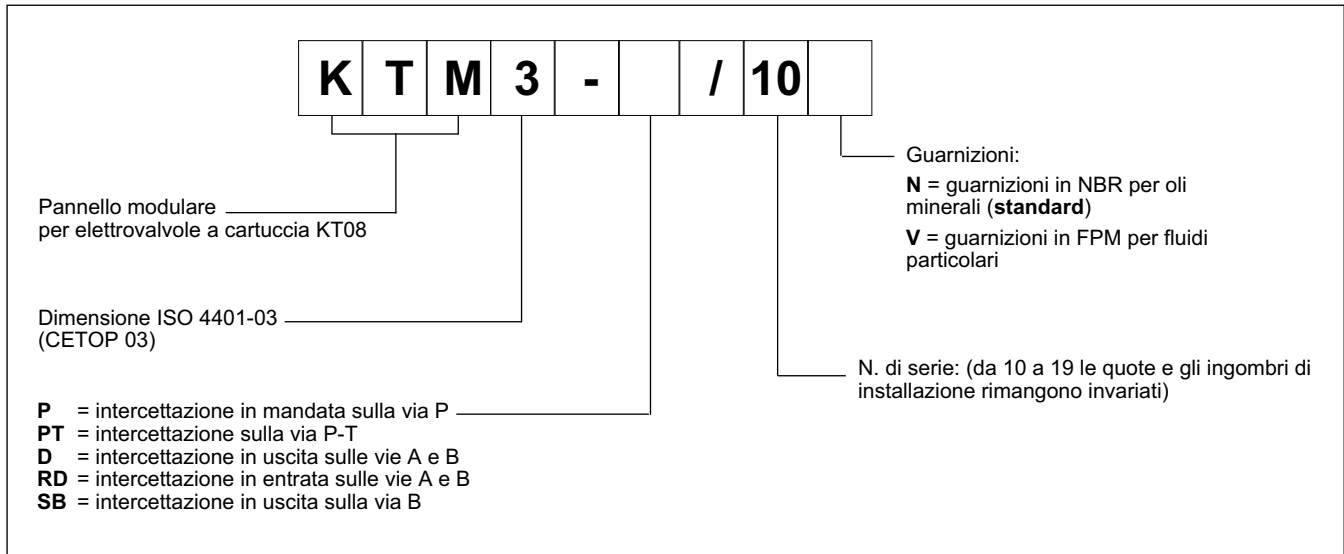 K T M 3 - / 10
Pannello modulare
per elettrovalvole a cartuccia KT08
Dimensione ISO 4401-03
(CETOP 03)
P = intercettazione in mandata sulla via P
PT = intercettazione sulla via P-T
D = intercettazione in uscita sulle vie A e B
RD = intercettazione in entrata sulle vie A e B
SB = intercettazione in uscita sulla via B
Guarnizioni:
N = guarnizioni in NBR per oli
minerali (standard)
V = guarnizioni in FPM per fluidi
particolari
N. di serie: (da 10 a 19 le quote e gli ingombri di
installazione rimangono invariati)